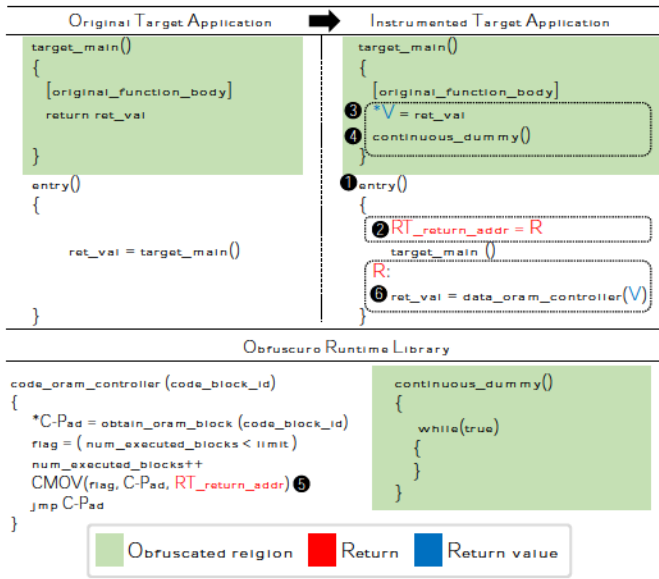 Original Target Application
Instrumented Target Application
target_main()
{
[original_function_body]
return ret_val
}
entry()
{
ret_val = target_main()
}
target_main()
{
[original_function_body]
3 *V = ret_val
4 continuous_dummy()
}
1 entry()
{
2 RT_return_addr = R
target_main ()
R:
6 ret_val = data_oram_controller(V)
}
Obfuscuro Runtime Library
code_oram_controller (code_block_id)
{
*C-Pad = obtain_oram_block (code_block_id)
flag = ( num_executed_blocks < limit )
num_executed_blocks++
CMOV(flag, C-Pad, RT_return_addr) 5
jmp C-Pad
}
continuous_dummy()
{
while(true)
{
}
}
Obfuscated reigion
Return
Return value